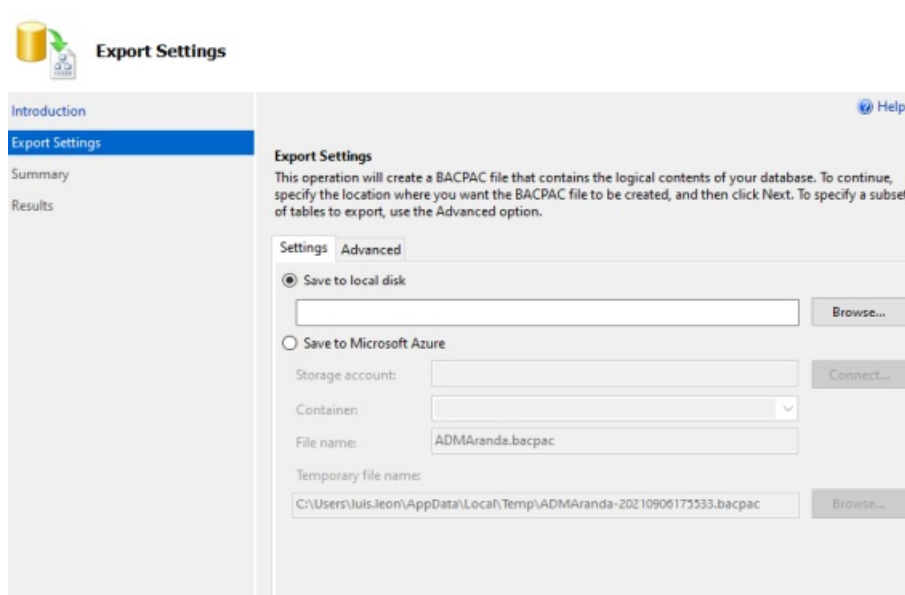 Export Settings
Introduction
Export Settings
Summary
Results
Help
Export Settings
This operation will create a BACPAC file that contains the logical contents of your database. To continue,
specify the location where you want the BACPAC file to be created, and then click Next. To specify a subset
of tables to export, use the Advanced option.
Settings Advanced
Save to local disk
Browse...
Save to Microsoft Azure
Storage account: Connect...
Container:
File name: ADMAranda.bacpac
Temporary file name:
C:\Users\luis.leon\AppData\Local\Temp\ADMAranda-20210906175533.bacpac Browse...